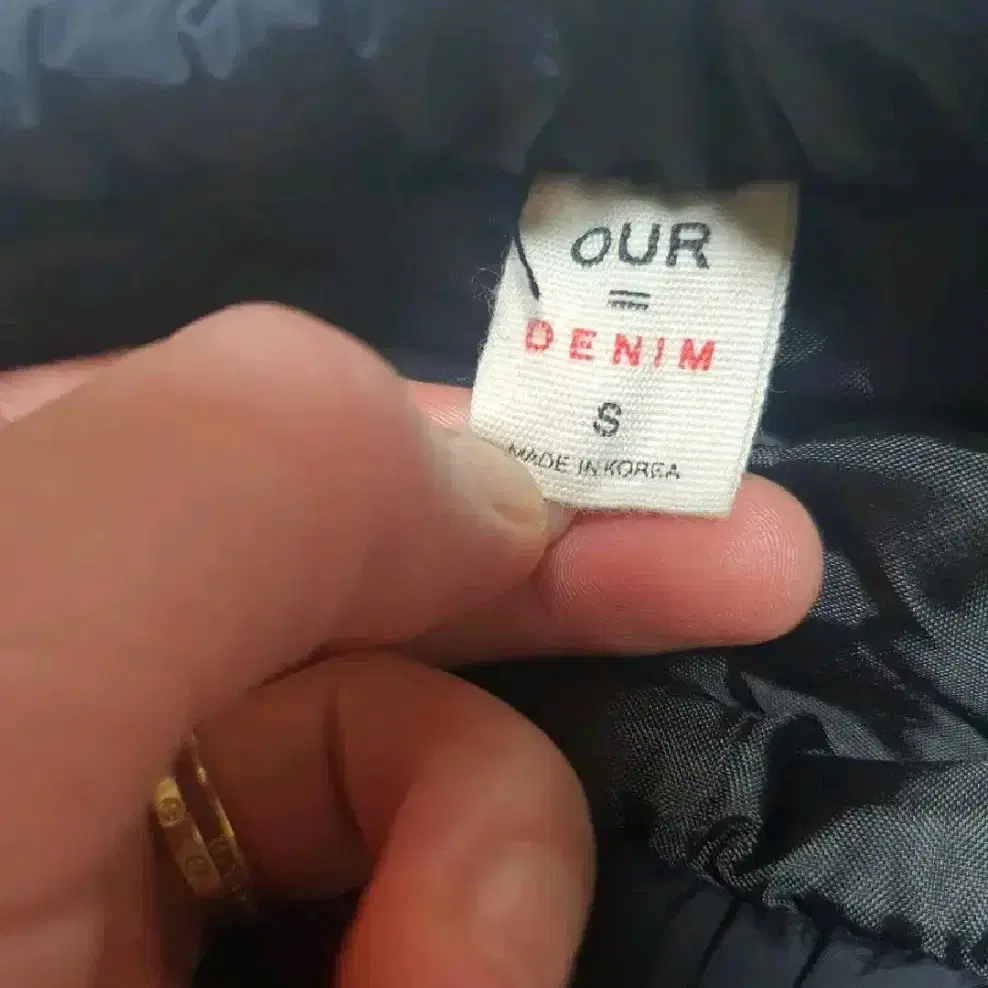 OUR
=
DENIM
S
MADE IN KOREA